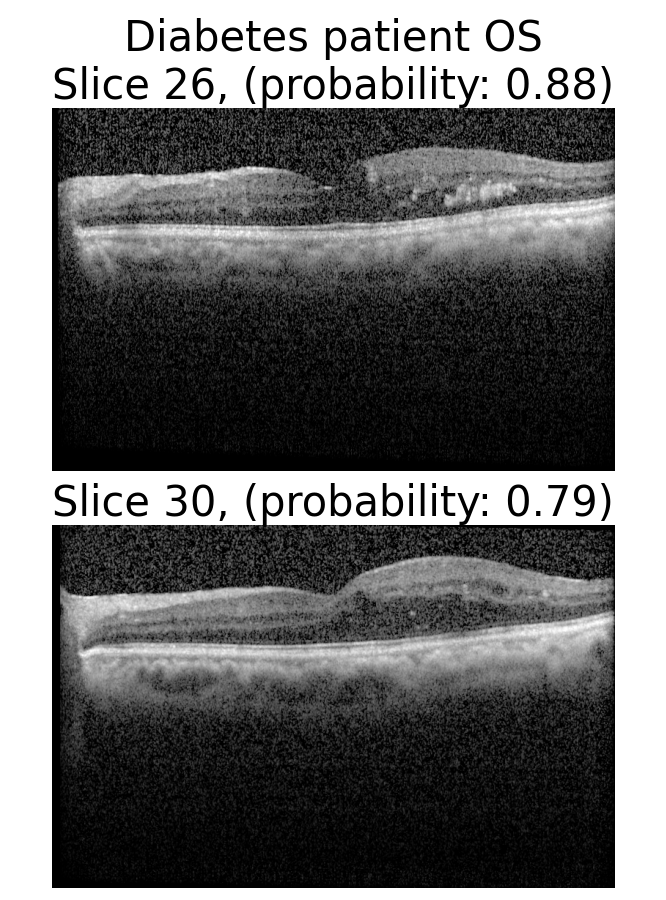 Diabetes patient OS
Slice 26, (probability: 0.88)
Slice 30, (probability: 0.79)